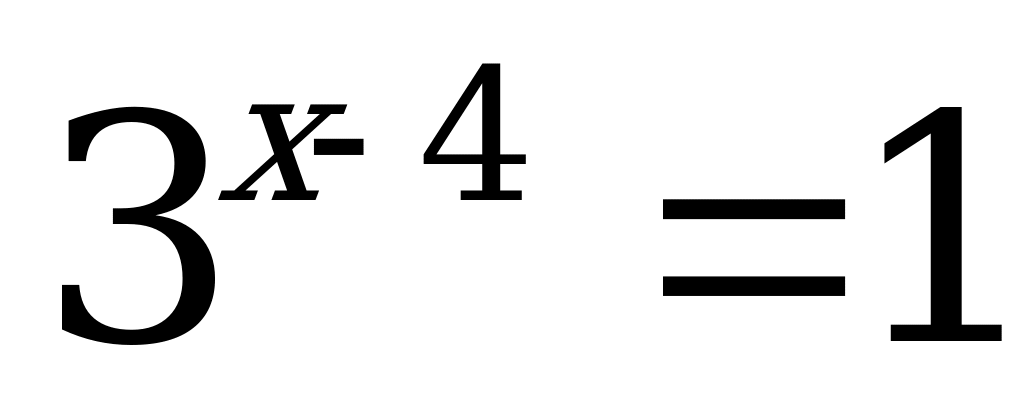 3^{x-4} = 1